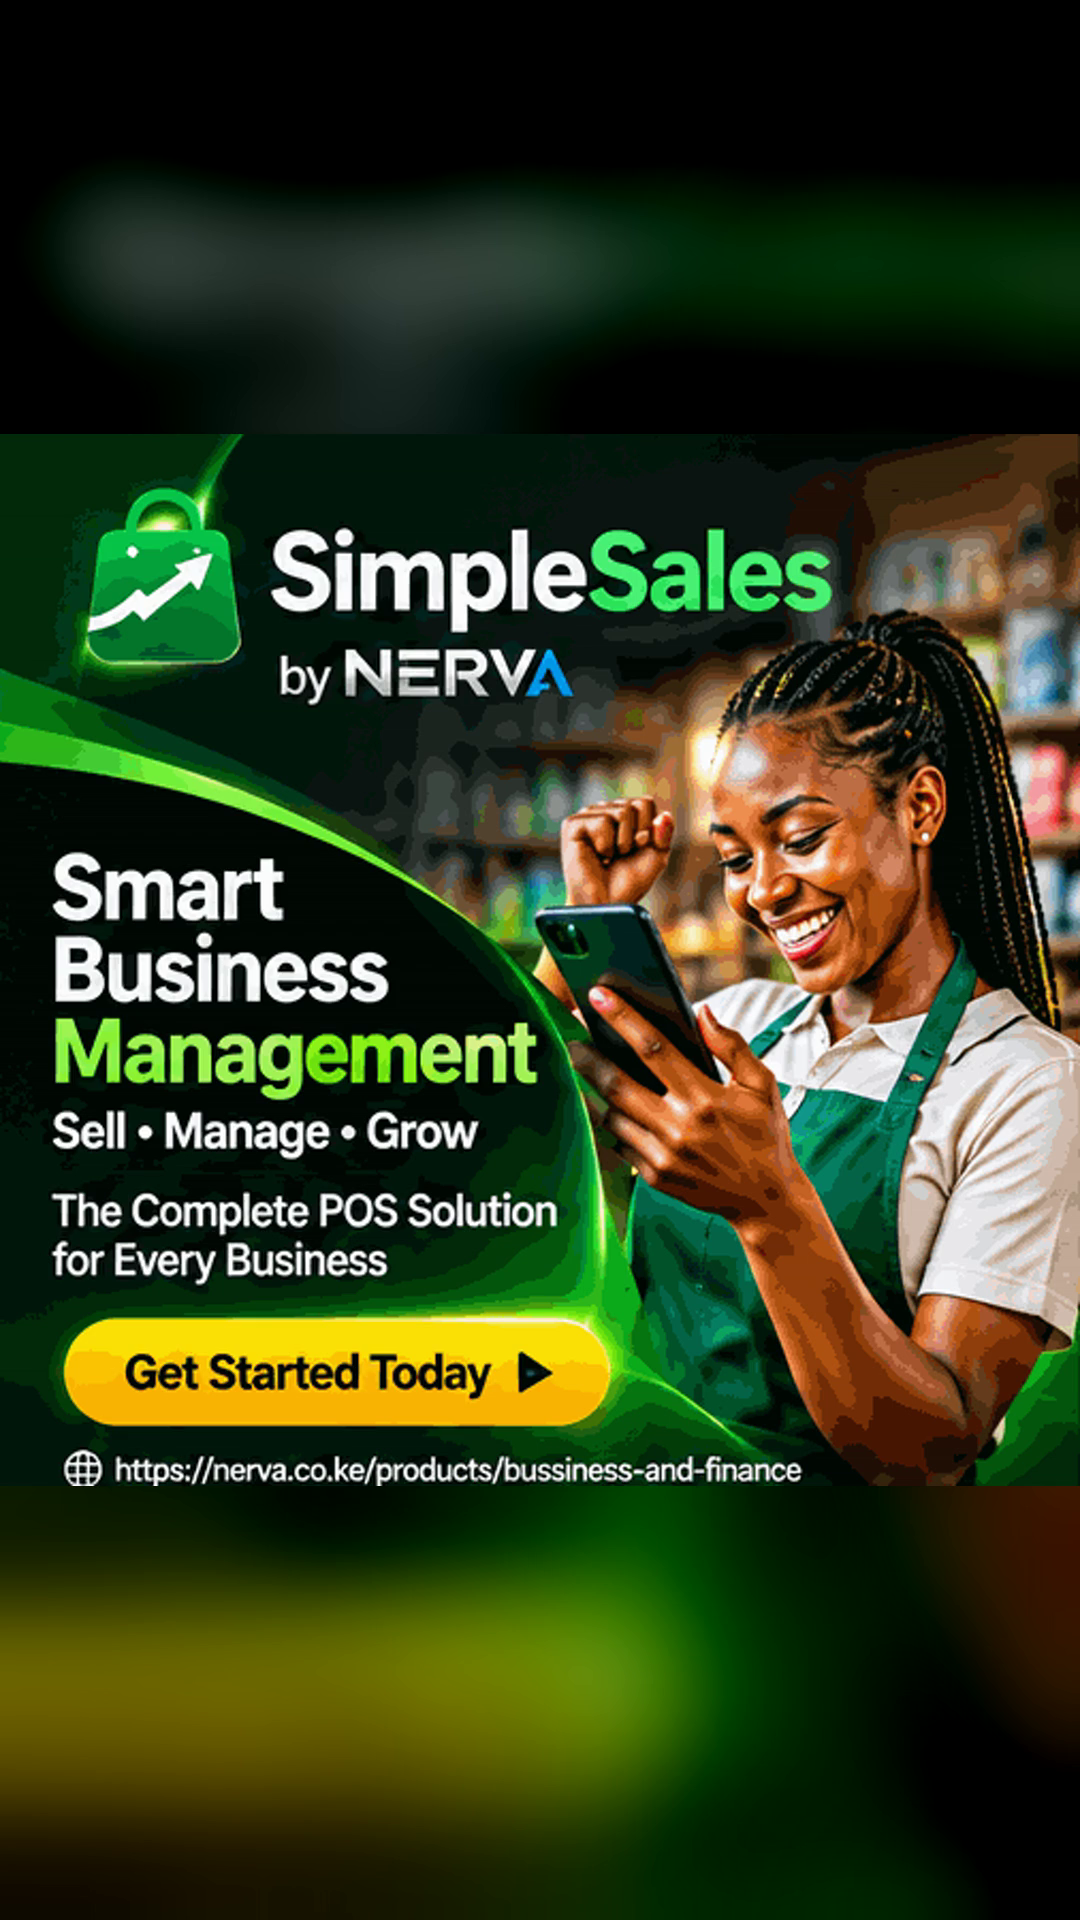 SimpleSales
by NERVA
Smart
Business
Management
Sell • Manage • Grow
The Complete POS Solution
for Every Business
Get Started Today
https://nerva.co.ke/products/bussiness-and-finance